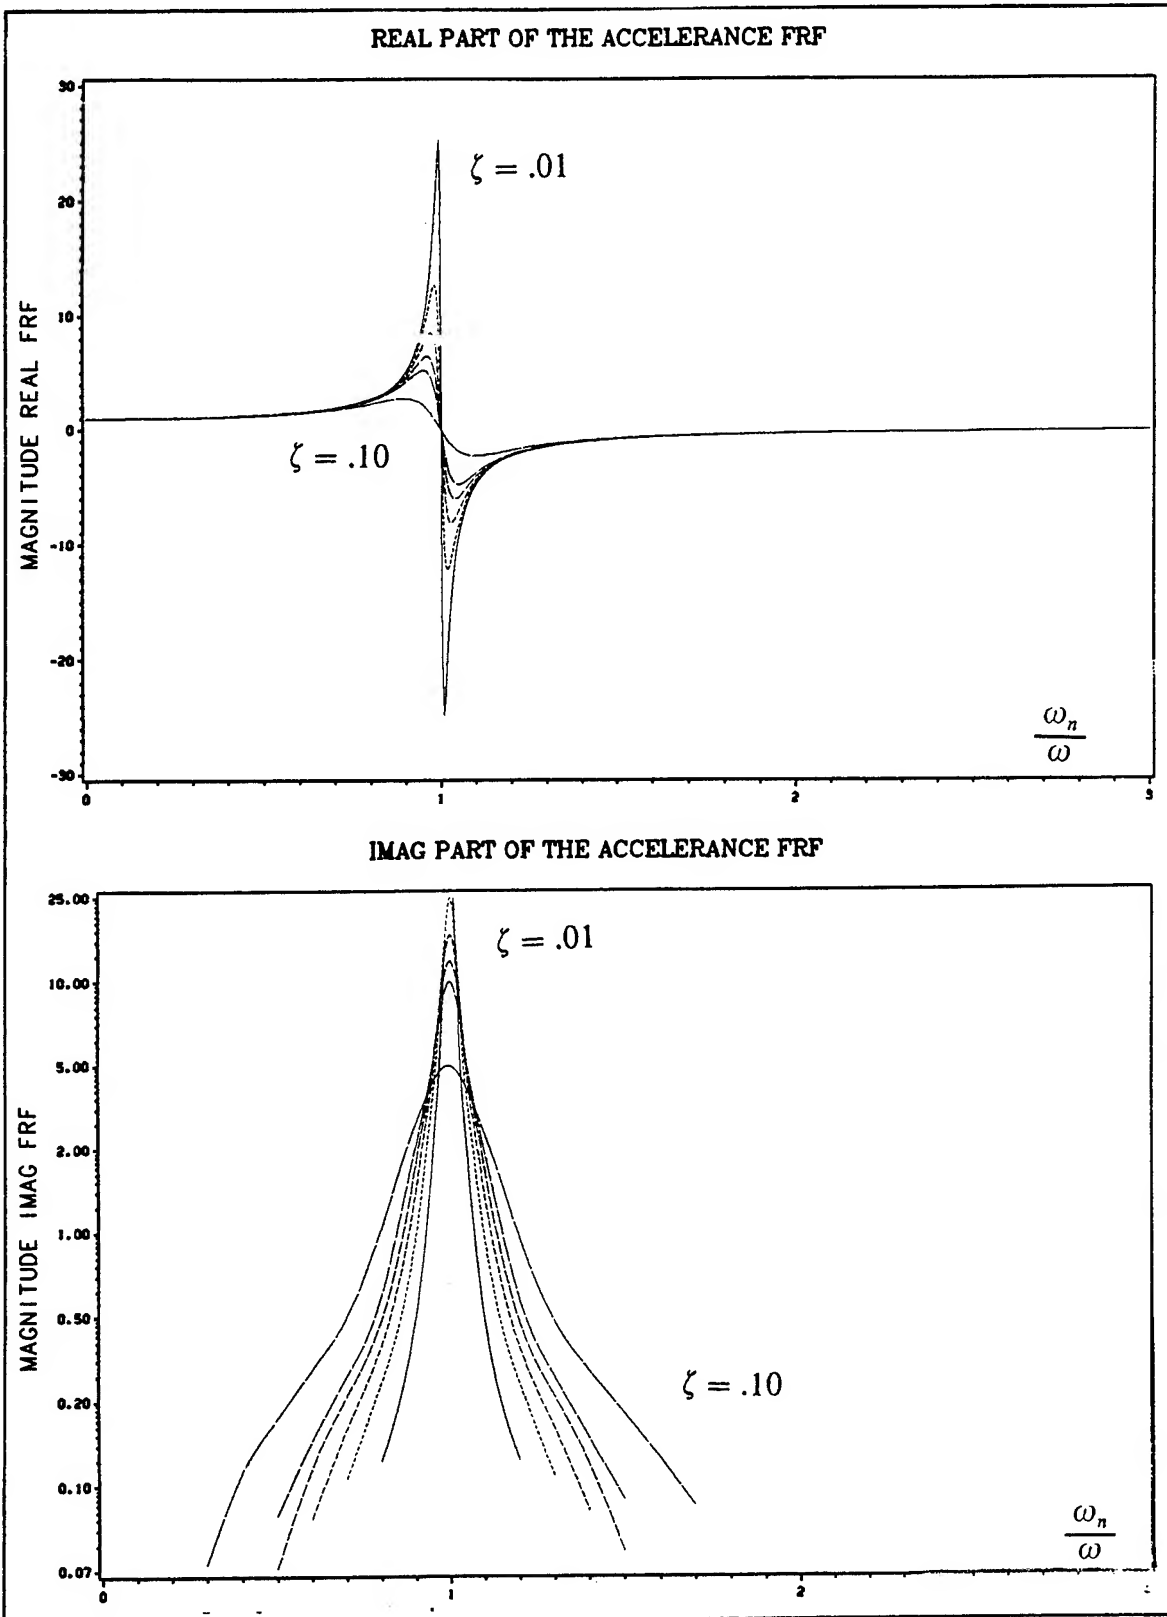 REAL PART OF THE ACCELERANCE FRF
MAGNITUDE REAL FRF
30
20
10
0
-10
-20
-30
ζ = .01
ζ = .10
ω_n
ω
0 1 2 3
IMAG PART OF THE ACCELERANCE FRF
MAGNITUDE IMAG FRF
25.00
10.00
5.00
2.00
1.00
0.50
0.20
0.10
0.07
ζ = .01
ζ = .10
ω_n
ω
0 1 2